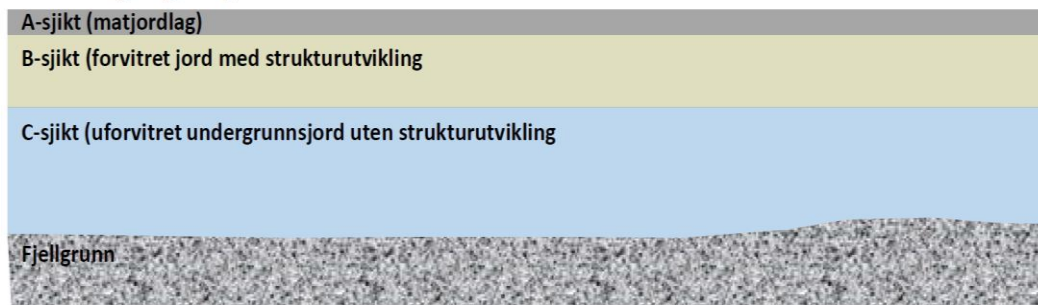 A-sjikt (matjordlag)
B-sjikt (forvitret jord med strukturutvikling
C-sjikt (uforvitret undergrunnsjord uten strukturutvikling
Fjellgrunn